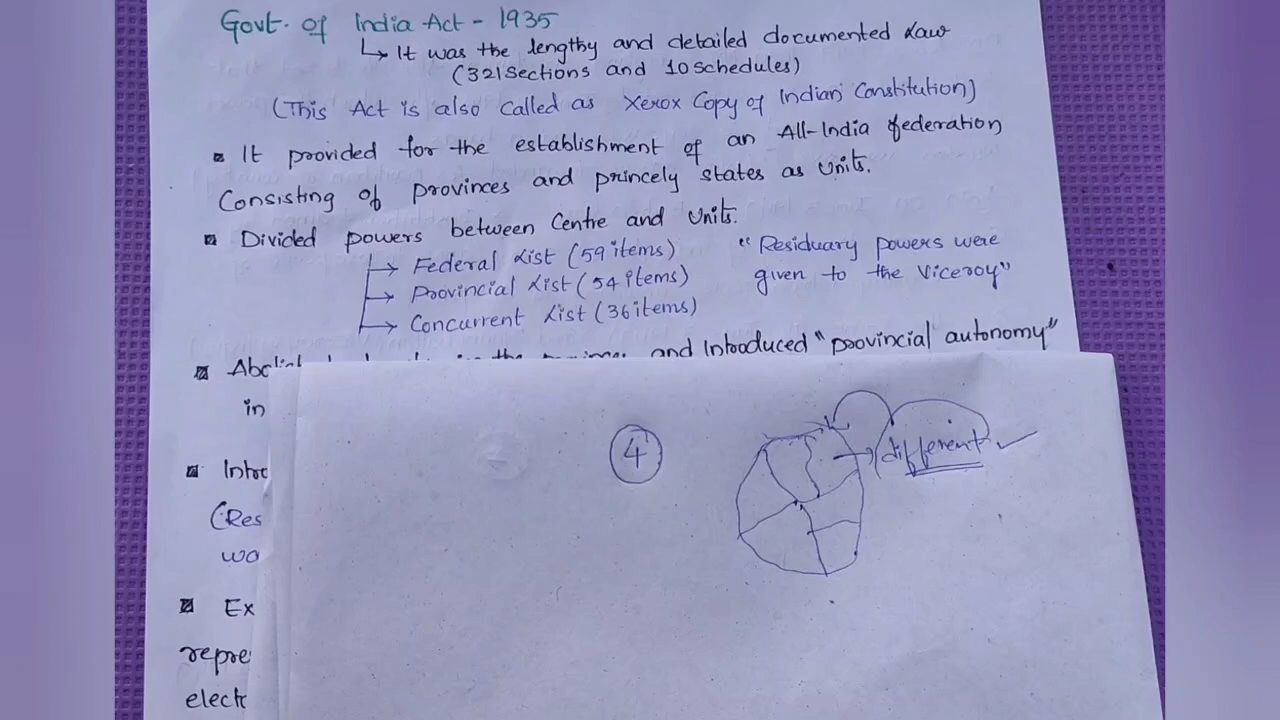 Govt. of India Act - 1935
↳ It was the lengthy and detailed documented Law
(321 Sections and 10 Schedules)
(This Act is also called as Xerox Copy of Indian Constitution)
▪ It provided for the establishment of an All-India federation
Consisting of provinces and princely states as Units.
▪ Divided powers between Centre and Units.
→ Federal List (59 items)
→ Provincial List (54 items)
→ Concurrent List (36 items)
"Residuary powers were
given to the Viceroy"
and Introduced "provincial autonomy"
in
4
different ✓
(Res
Ex